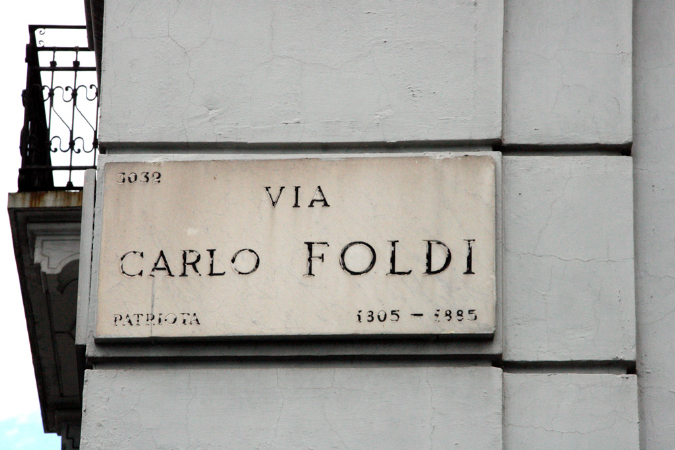 3032
VIA
CARLO FOLDI
PATRIOTA 1805 – 1885